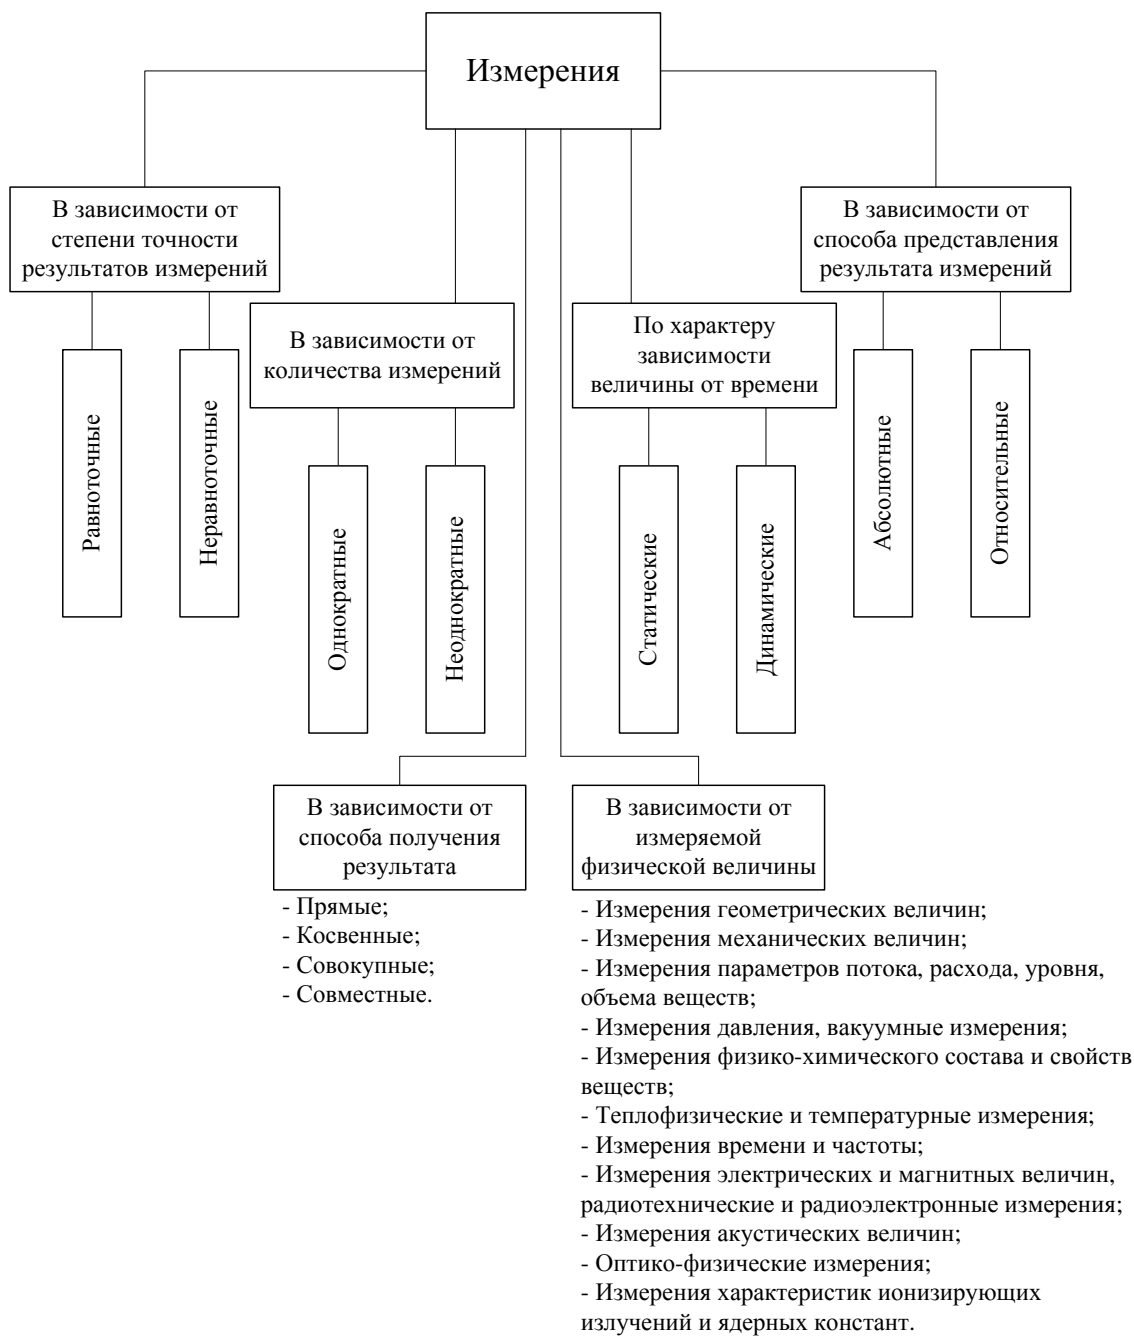 Измерения
В зависимости от
степени точности
результатов измерений
В зависимости от
способа представления
результата измерений
В зависимости от
количества измерений
По характеру
зависимости
величины от времени
Равноточные
Неравноточные
Однократные
Неоднократные
Статические
Динамические
Абсолютные
Относительные
В зависимости от
способа получения
результата
- Прямые;
- Косвенные;
- Совокупные;
- Совместные.
В зависимости от
измеряемой
физической величины
- Измерения геометрических величин;
- Измерения механических величин;
- Измерения параметров потока, расхода, уровня,
объема веществ;
- Измерения давления, вакуумные измерения;
- Измерения физико-химического состава и свойств
веществ;
- Теплофизические и температурные измерения;
- Измерения времени и частоты;
- Измерения электрических и магнитных величин,
радиотехнические и радиоэлектронные измерения;
- Измерения акустических величин;
- Оптико-физические измерения;
- Измерения характеристик ионизирующих
излучений и ядерных констант.